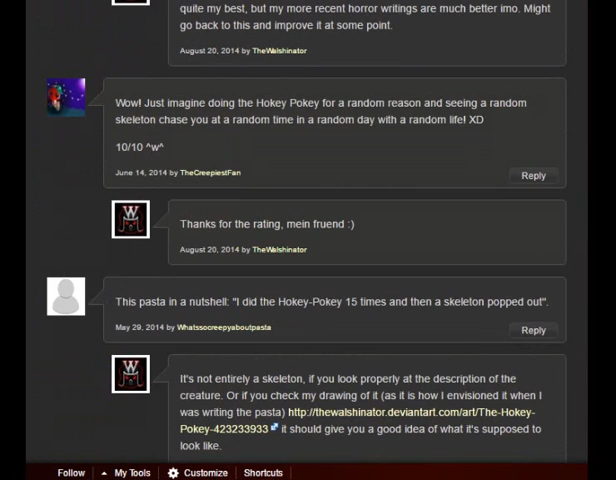 quite my best, but my more recent horror writings are much better imo. Might
go back to this and improve it at some point.
August 20, 2014 by TheWalshinator
Wow! Just imagine doing the Hokey Pokey for a random reason and seeing a random
skeleton chase you at a random time in a random day with a random life! XD
10/10 ^w^
June 14, 2014 by TheCreepiestFan
Reply
Thanks for the rating, mein fruend :)
August 20, 2014 by TheWalshinator
This pasta in a nutshell: "I did the Hokey-Pokey 15 times and then a skeleton popped out".
May 29, 2014 by Whatssocreepyaboutpasta
Reply
It's not entirely a skeleton, if you look properly at the description of the
creature. Or if you check my drawing of it (as it is how I envisioned it when I
was writing the pasta) http://thewalshinator.deviantart.com/art/The-Hokey-
Pokey-423233933 it should give you a good idea of what it's supposed to
look like.
Follow My Tools Customize Shortcuts